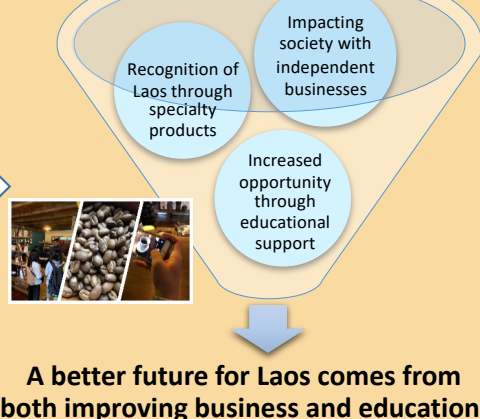 Impacting
society with
independent
businesses
Recognition of
Laos through
specialty
products
Increased
opportunity
through
educational
support
A better future for Laos comes from
both improving business and education